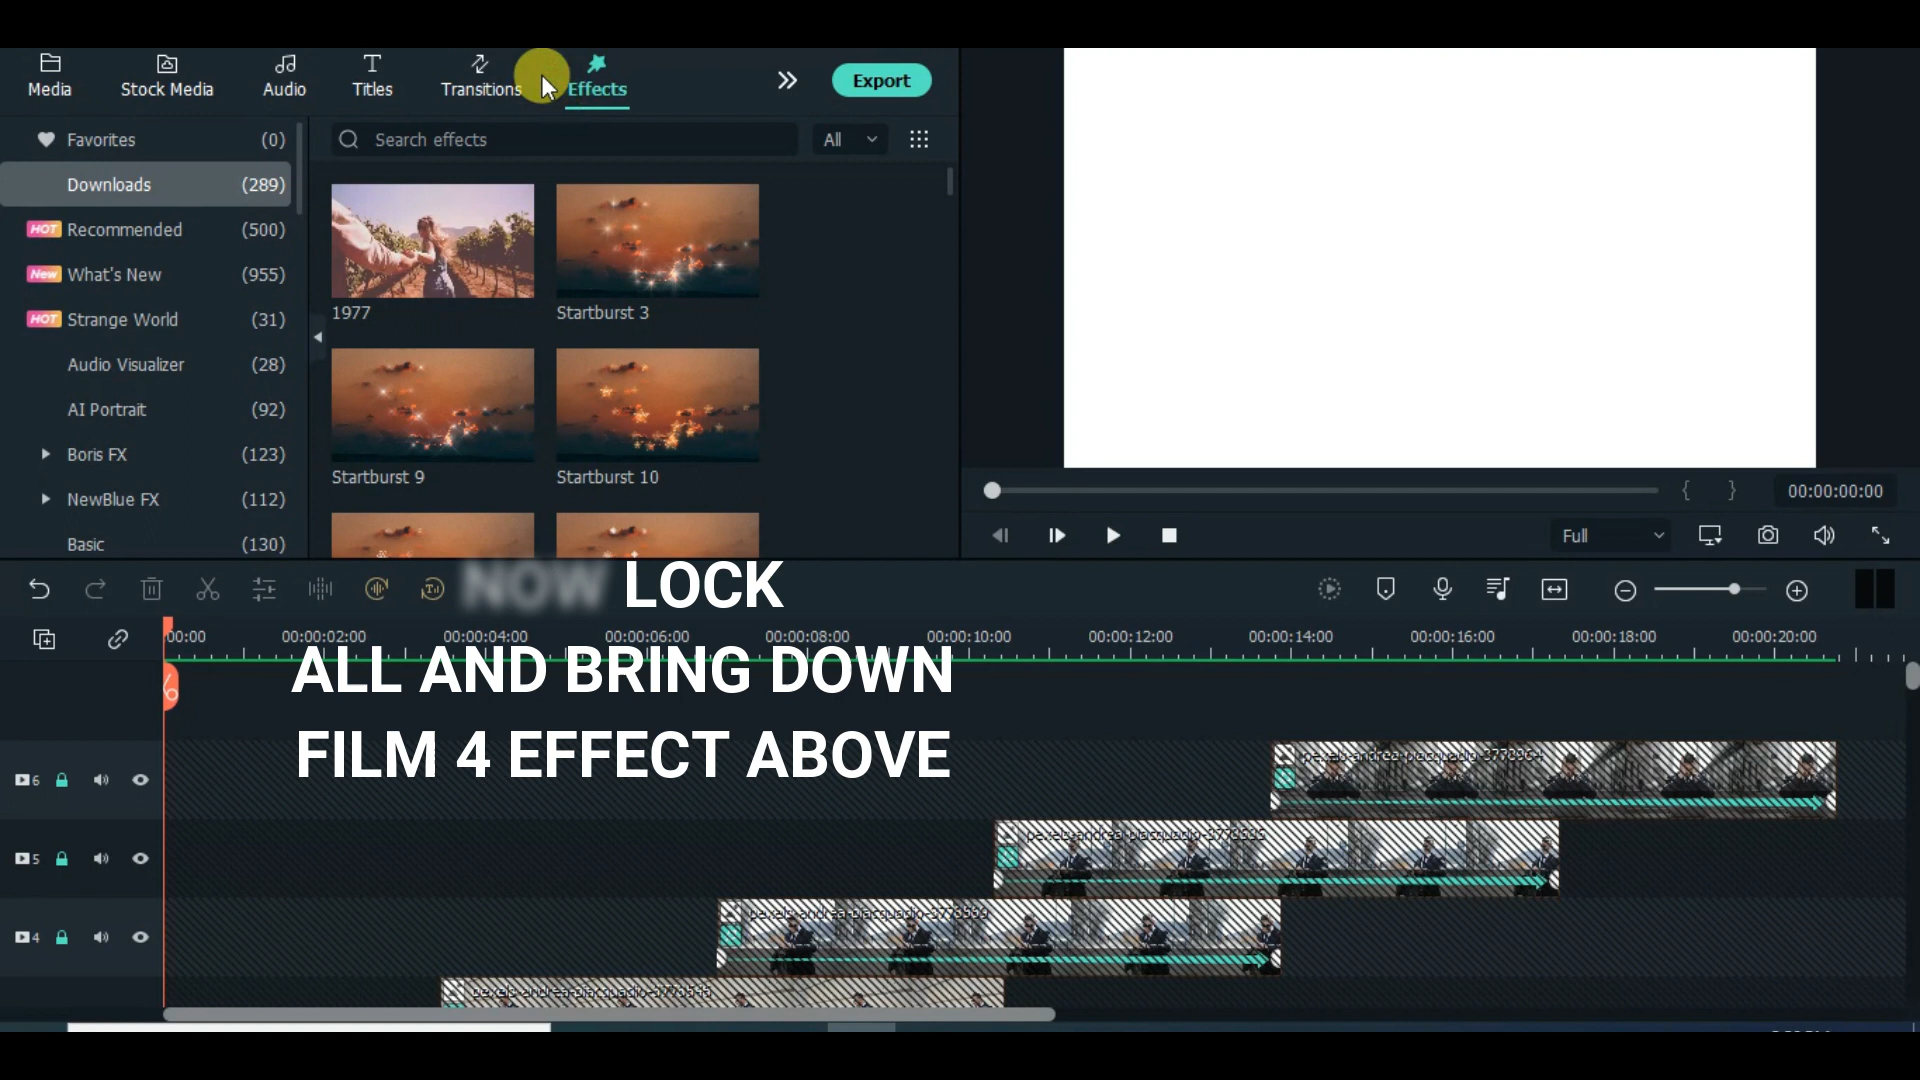 Media
Stock Media
Audio
Titles
Transitions
Effects
Export
Favorites (0)
Downloads (289)
HOT Recommended (500)
New What's New (955)
HOT Strange World (31)
Audio Visualizer (28)
AI Portrait (92)
Boris FX (123)
NewBlue FX (112)
Basic (130)
Search effects
All
1977
Startburst 3
Startburst 9
Startburst 10
{ } 00:00:00:00
Full
NOW LOCK
ALL AND BRING DOWN
FILM 4 EFFECT ABOVE
00:00 00:00:02:00 00:00:04:00 00:00:06:00 00:00:08:00 00:00:10:00 00:00:12:00 00:00:14:00 00:00:16:00 00:00:18:00 00:00:20:00
6
5
4